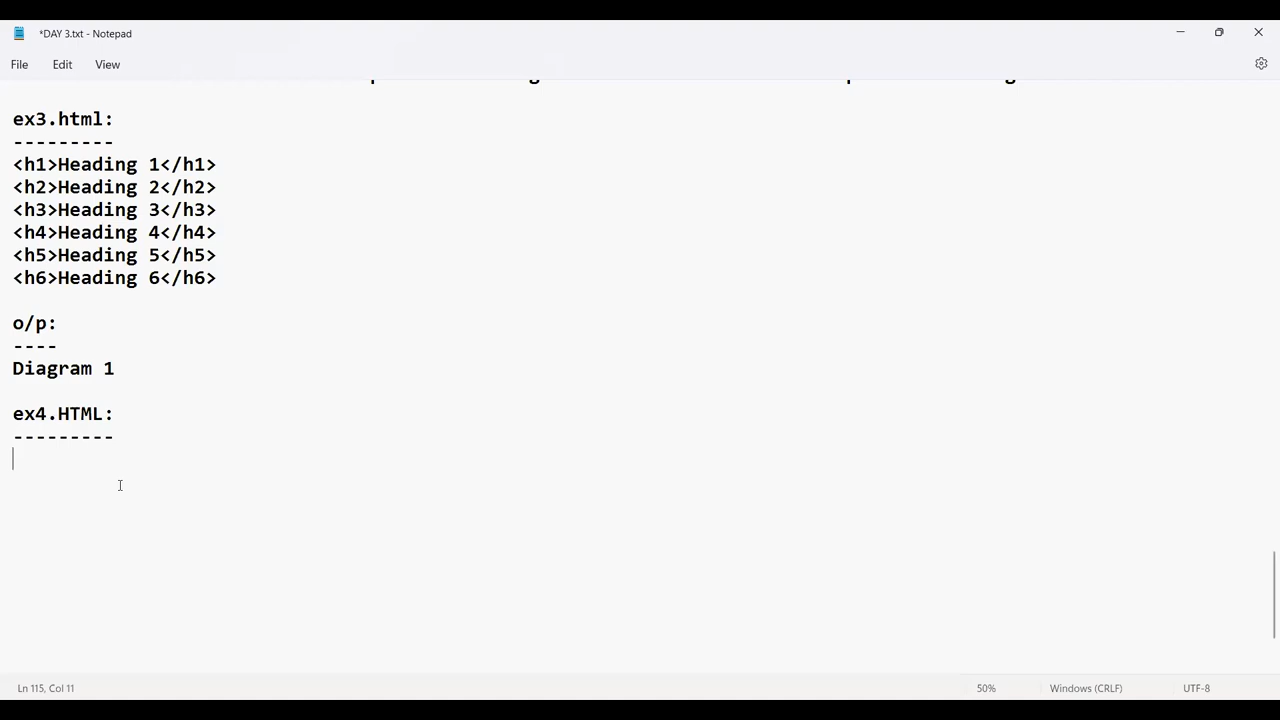 *DAY 3.txt - Notepad
File Edit View
ex3.html:
---------
<h1>Heading 1</h1>
<h2>Heading 2</h2>
<h3>Heading 3</h3>
<h4>Heading 4</h4>
<h5>Heading 5</h5>
<h6>Heading 6</h6>
o/p:
----
Diagram 1
ex4.HTML:
---------
Ln 115, Col 11 50% Windows (CRLF) UTF-8